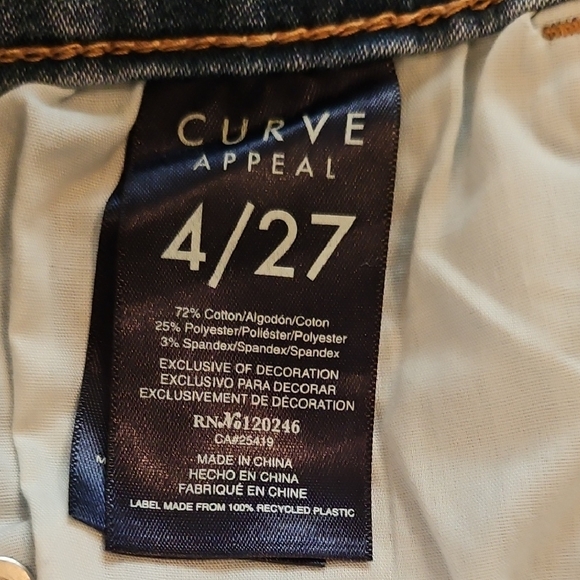 CURVE
APPEAL
4/27
72% Cotton/Algodón/Coton
25% Polyester/Poliéster/Polyester
3% Spandex/Spandex/Spandex
EXCLUSIVE OF DECORATION
EXCLUSIVO PARA DECORAR
EXCLUSIVEMENT DE DÉCORATION
RN№120246
CA#25419
MADE IN CHINA
HECHO EN CHINA
FABRIQUÉ EN CHINE
LABEL MADE FROM 100% RECYCLED PLASTIC